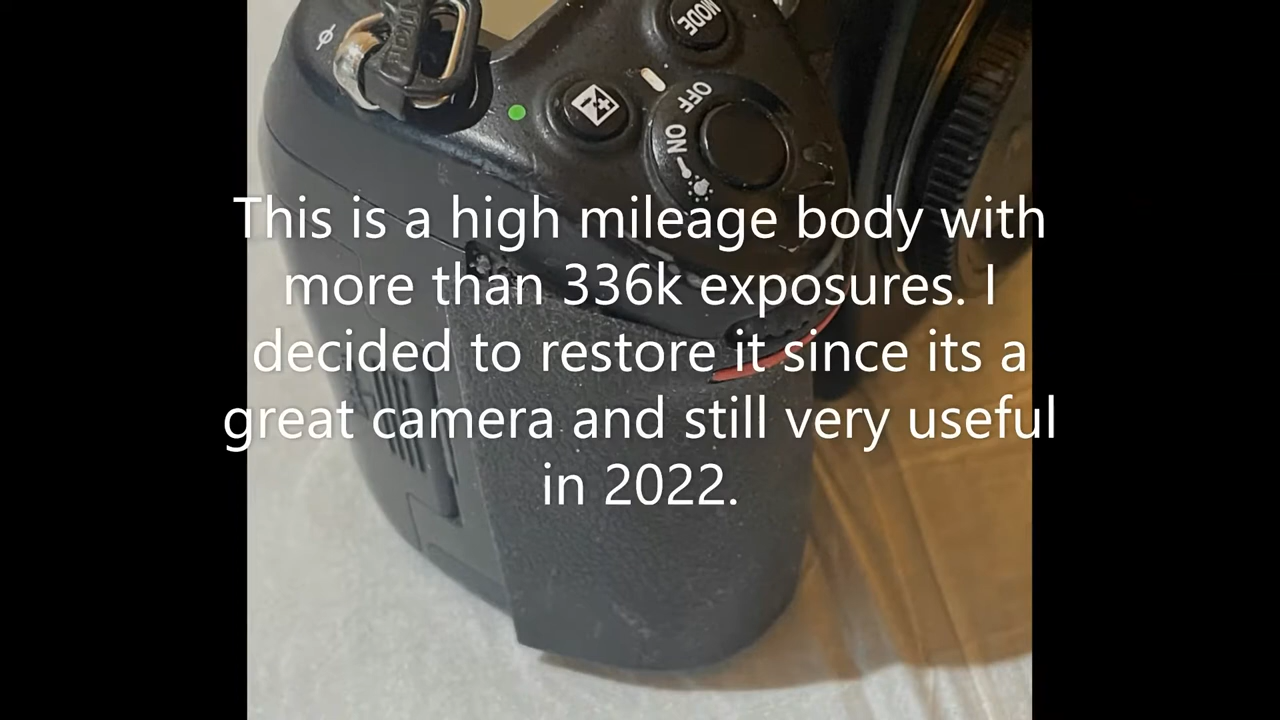 MODE
OFF
ON
This is a high mileage body with
more than 336k exposures. I
decided to restore it since its a
great camera and still very useful
in 2022.